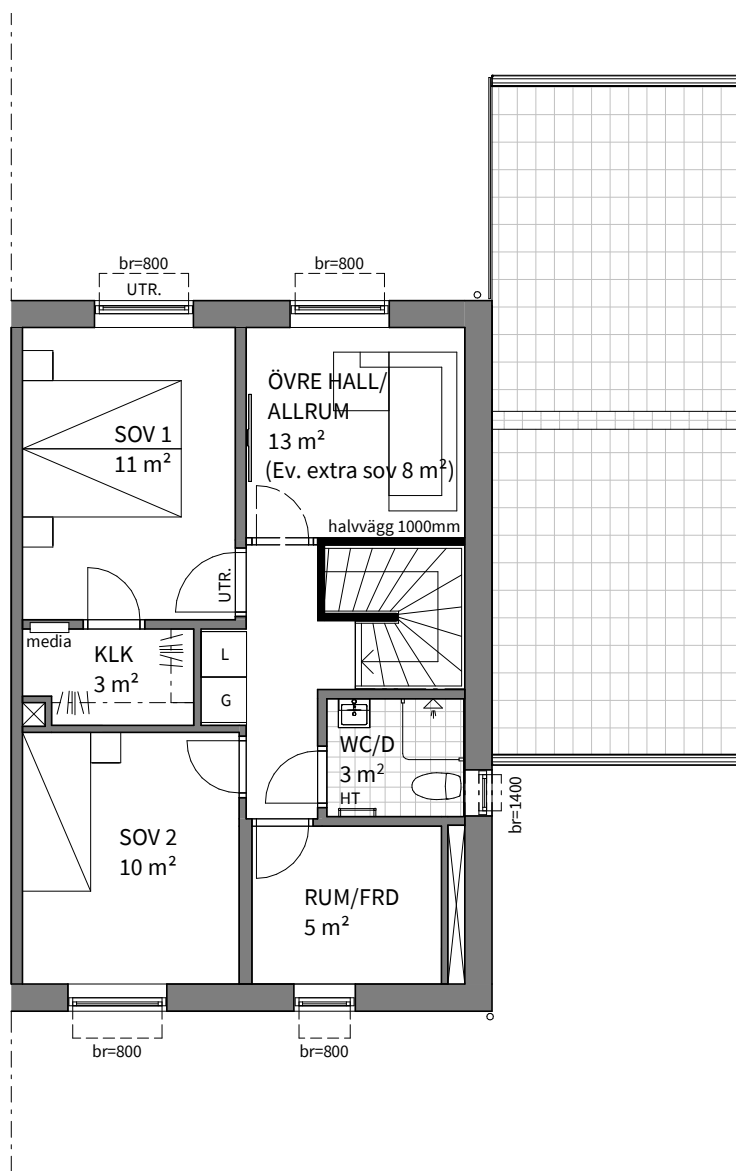 br=800
br=800
UTR.
ÖVRE HALL/
ALLRUM
13 m²
(Ev. extra sov 8 m²)
SOV 1
11 m²
halvvägg 1000mm
UTR.
media
KLK
3 m²
L
G
WC/D
3 m²
HT
br=1400
SOV 2
10 m²
RUM/FRD
5 m²
br=800
br=800